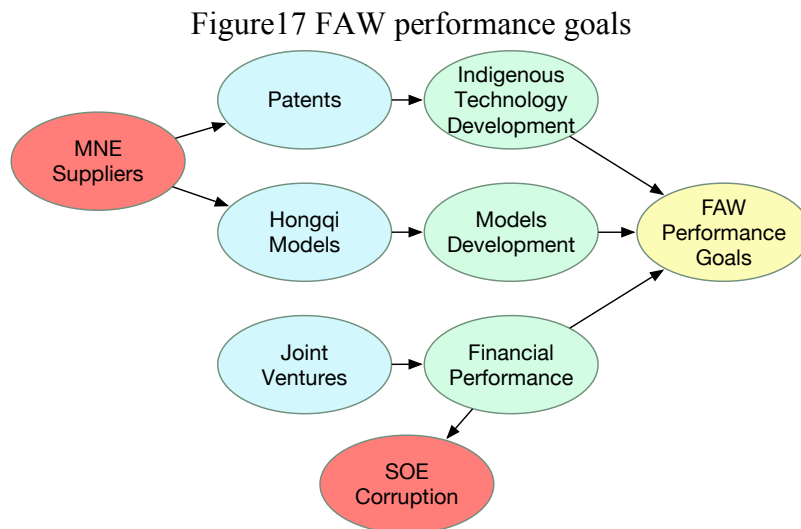 Figure17 FAW performance goals
Patents
Indigenous
Technology
Development
MNE
Suppliers
Hongqi
Models
Models
Development
FAW
Performance
Goals
Joint
Ventures
Financial
Performance
SOE
Corruption